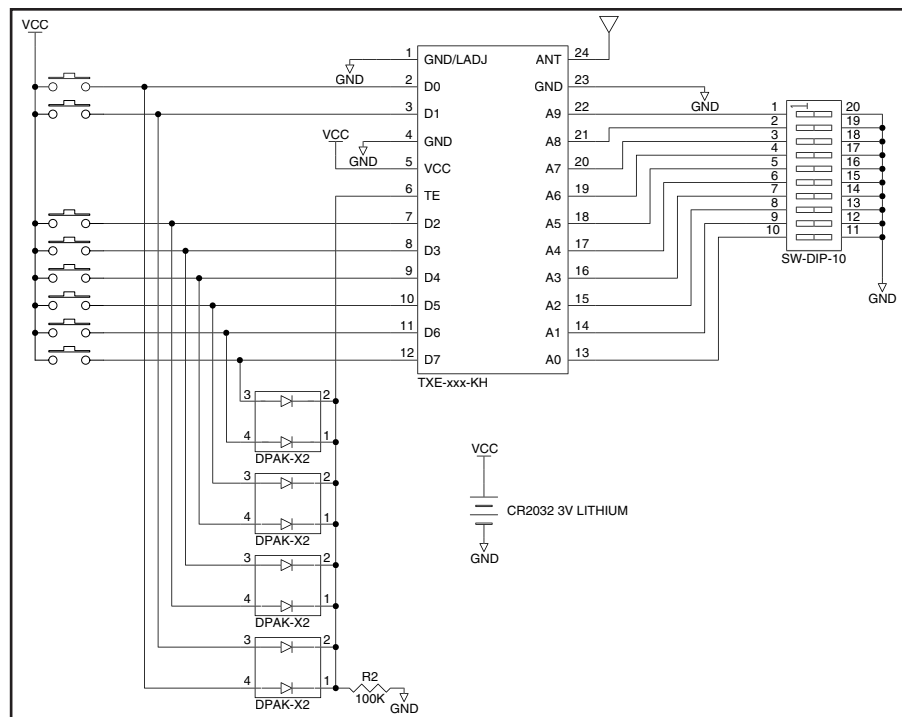 VCC
1 GND/LADJ ANT 24
GND
2 D0 GND 23
GND
3 D1 A9 22 1 20
4 GND A8 21 2 19
VCC GND
5 VCC A7 20 3 18
6 TE A6 19 4 17
7 D2 A5 18 5 16
8 D3 A4 17 6 15
9 D4 A3 16 7 14
10 D5 A2 15 8 13
11 D6 A1 14 9 12
12 D7 A0 13 10 11
SW-DIP-10
GND
TXE-xxx-KH
3 2
4 1
DPAK-X2
3 2
4 1
DPAK-X2
3 2
4 1
DPAK-X2
3 2
4 1
DPAK-X2
R2
100K
GND
VCC
CR2032 3V LITHIUM
GND